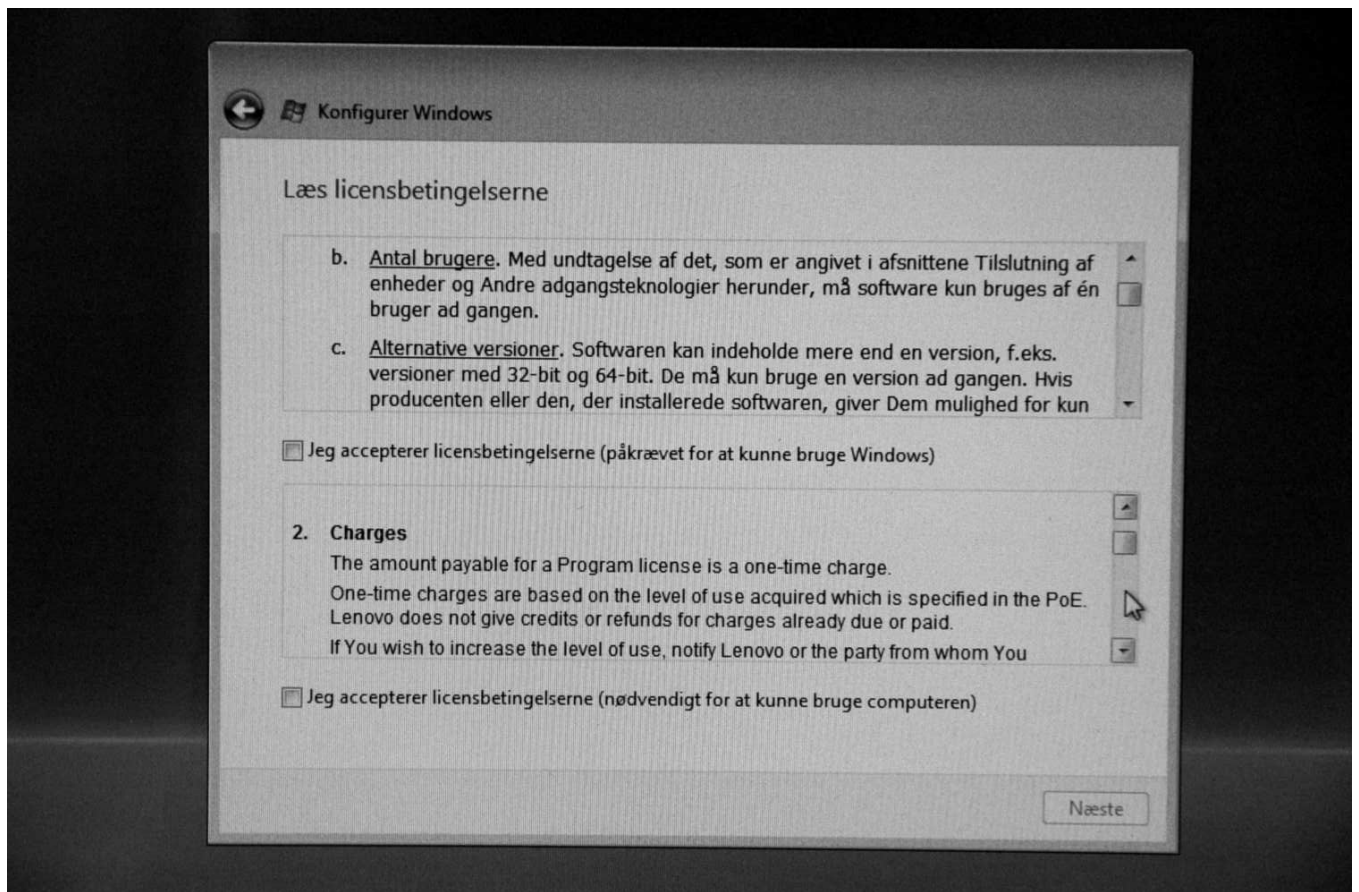 Konfigurer Windows
Læs licensbetingelserne
b. Antal brugere. Med undtagelse af det, som er angivet i afsnittene Tilslutning af
enheder og Andre adgangsteknologier herunder, må software kun bruges af én
bruger ad gangen.
c. Alternative versioner. Softwaren kan indeholde mere end en version, f.eks.
versioner med 32-bit og 64-bit. De må kun bruge en version ad gangen. Hvis
producenten eller den, der installerede softwaren, giver Dem mulighed for kun
Jeg accepterer licensbetingelserne (påkrævet for at kunne bruge Windows)
2. Charges
The amount payable for a Program license is a one-time charge.
One-time charges are based on the level of use acquired which is specified in the PoE.
Lenovo does not give credits or refunds for charges already due or paid.
If You wish to increase the level of use, notify Lenovo or the party from whom You
Jeg accepterer licensbetingelserne (nødvendigt for at kunne bruge computeren)
Næste